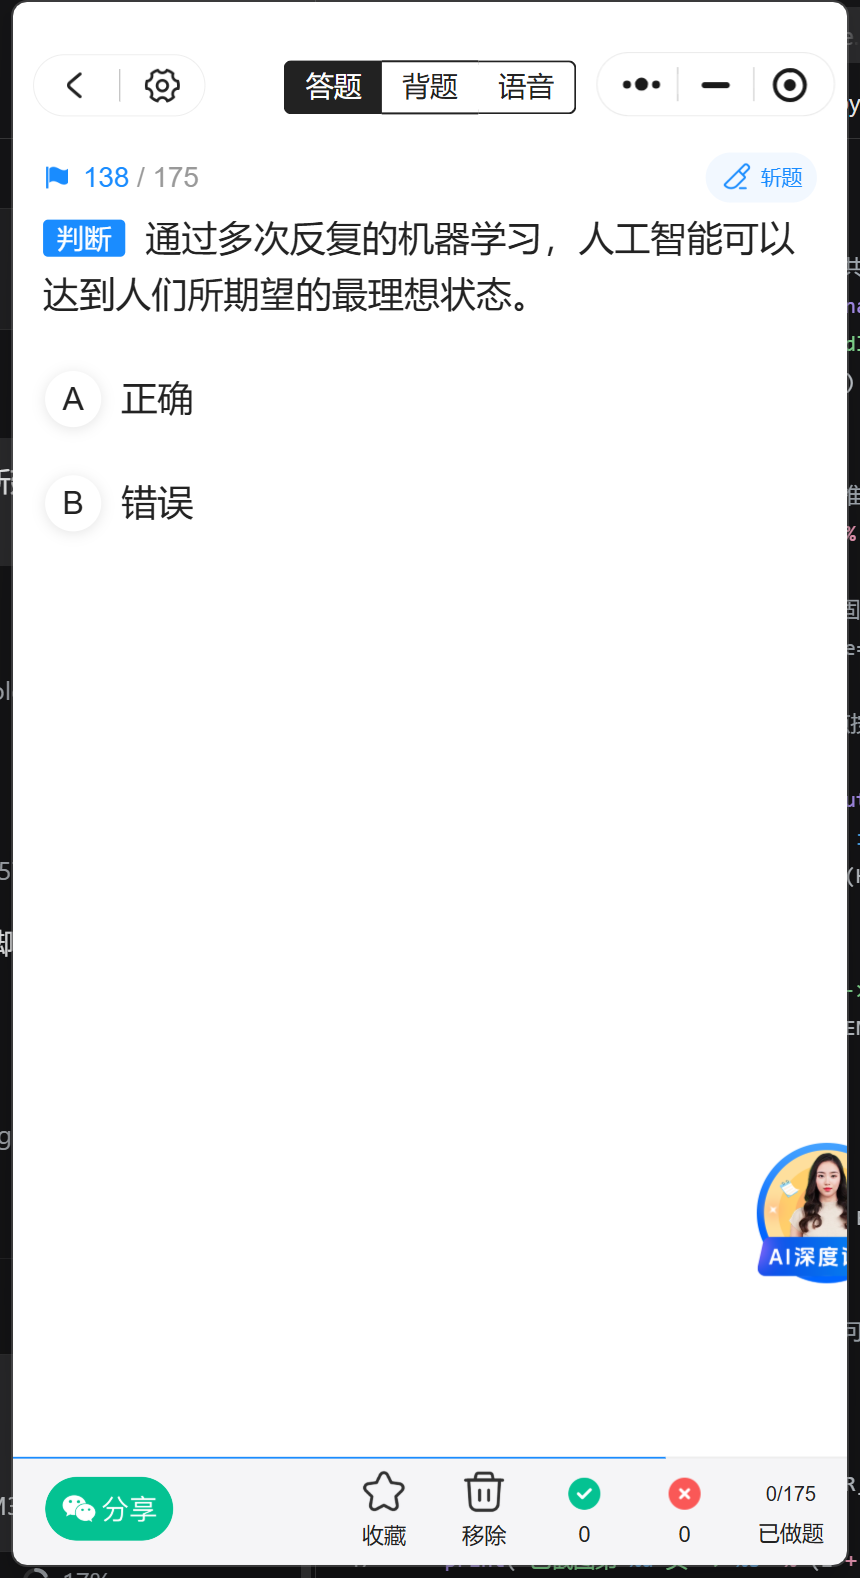 答题 背题 语音
138 / 175 斩题
判断 通过多次反复的机器学习，人工智能可以
达到人们所期望的最理想状态。
A 正确
B 错误
AI深度
分享
收藏
移除
0
0
0/175
已做题
17%